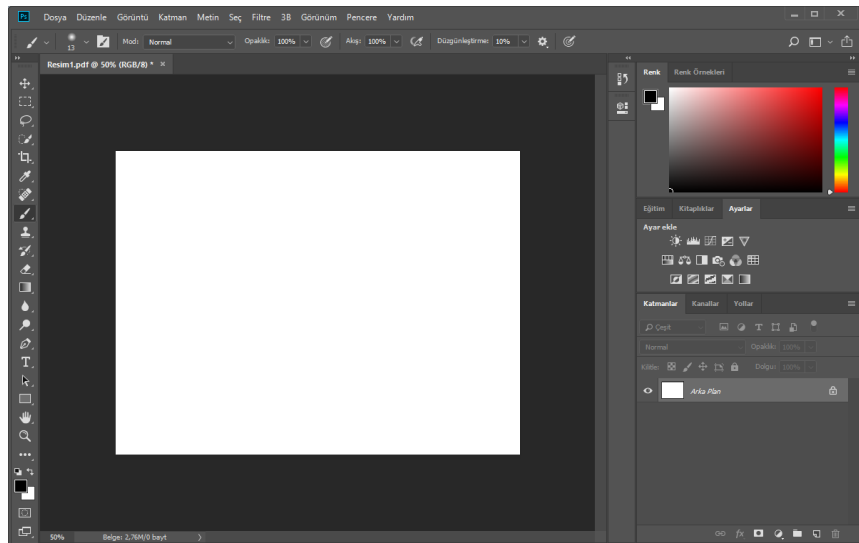 Ps Dosya Düzenle Görüntü Katman Metin Seç Filtre 3B Görünüm Pencere Yardım
13 Mod: Normal Opaklık: 100% Akış: 100% Düzgünleştirme: 10%
Resim1.pdf @ 50% (RGB/8) * ×
Renk Renk Örnekleri
Eğitim Kitaplıklar Ayarlar
Ayar ekle
Katmanlar Kanallar Yollar
Çeşit
Normal Opaklık: 100%
Kilitle: Dolgu: 100%
Arka Plan
50% Belge: 2,76M/0 bayt